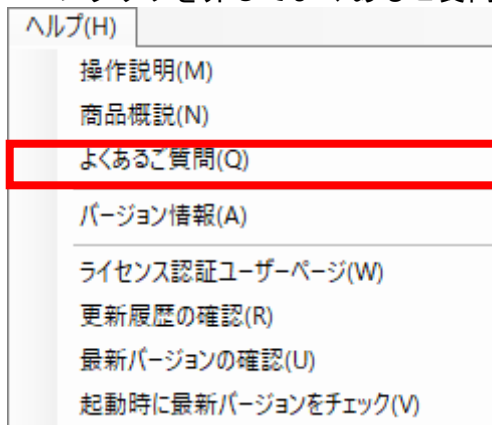 ヘルプ(H)
操作説明(M)
商品概説(N)
よくあるご質問(Q)
バージョン情報(A)
ライセンス認証ユーザーページ(W)
更新履歴の確認(R)
最新バージョンの確認(U)
起動時に最新バージョンをチェック(V)